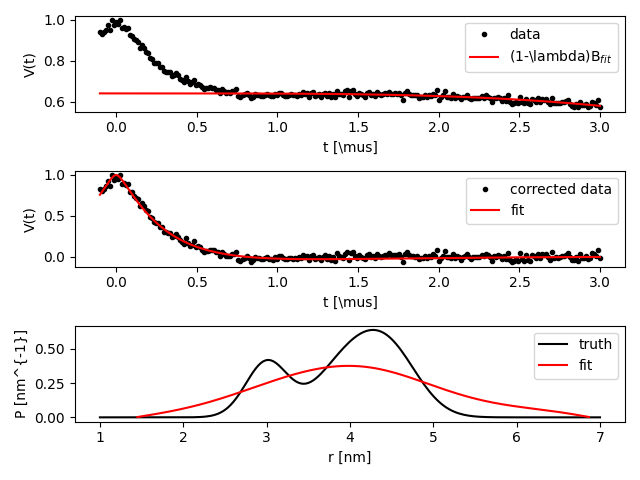 1.0
0.8
0.6
V(t)
data
(1-\lambda)B_{fit}
0.0 0.5 1.0 1.5 2.0 2.5 3.0
t [\mus]
1.0
0.5
0.0
V(t)
corrected data
fit
0.0 0.5 1.0 1.5 2.0 2.5 3.0
t [\mus]
0.50
0.25
0.00
P [nm^{-1}]
truth
fit
1 2 3 4 5 6 7
r [nm]